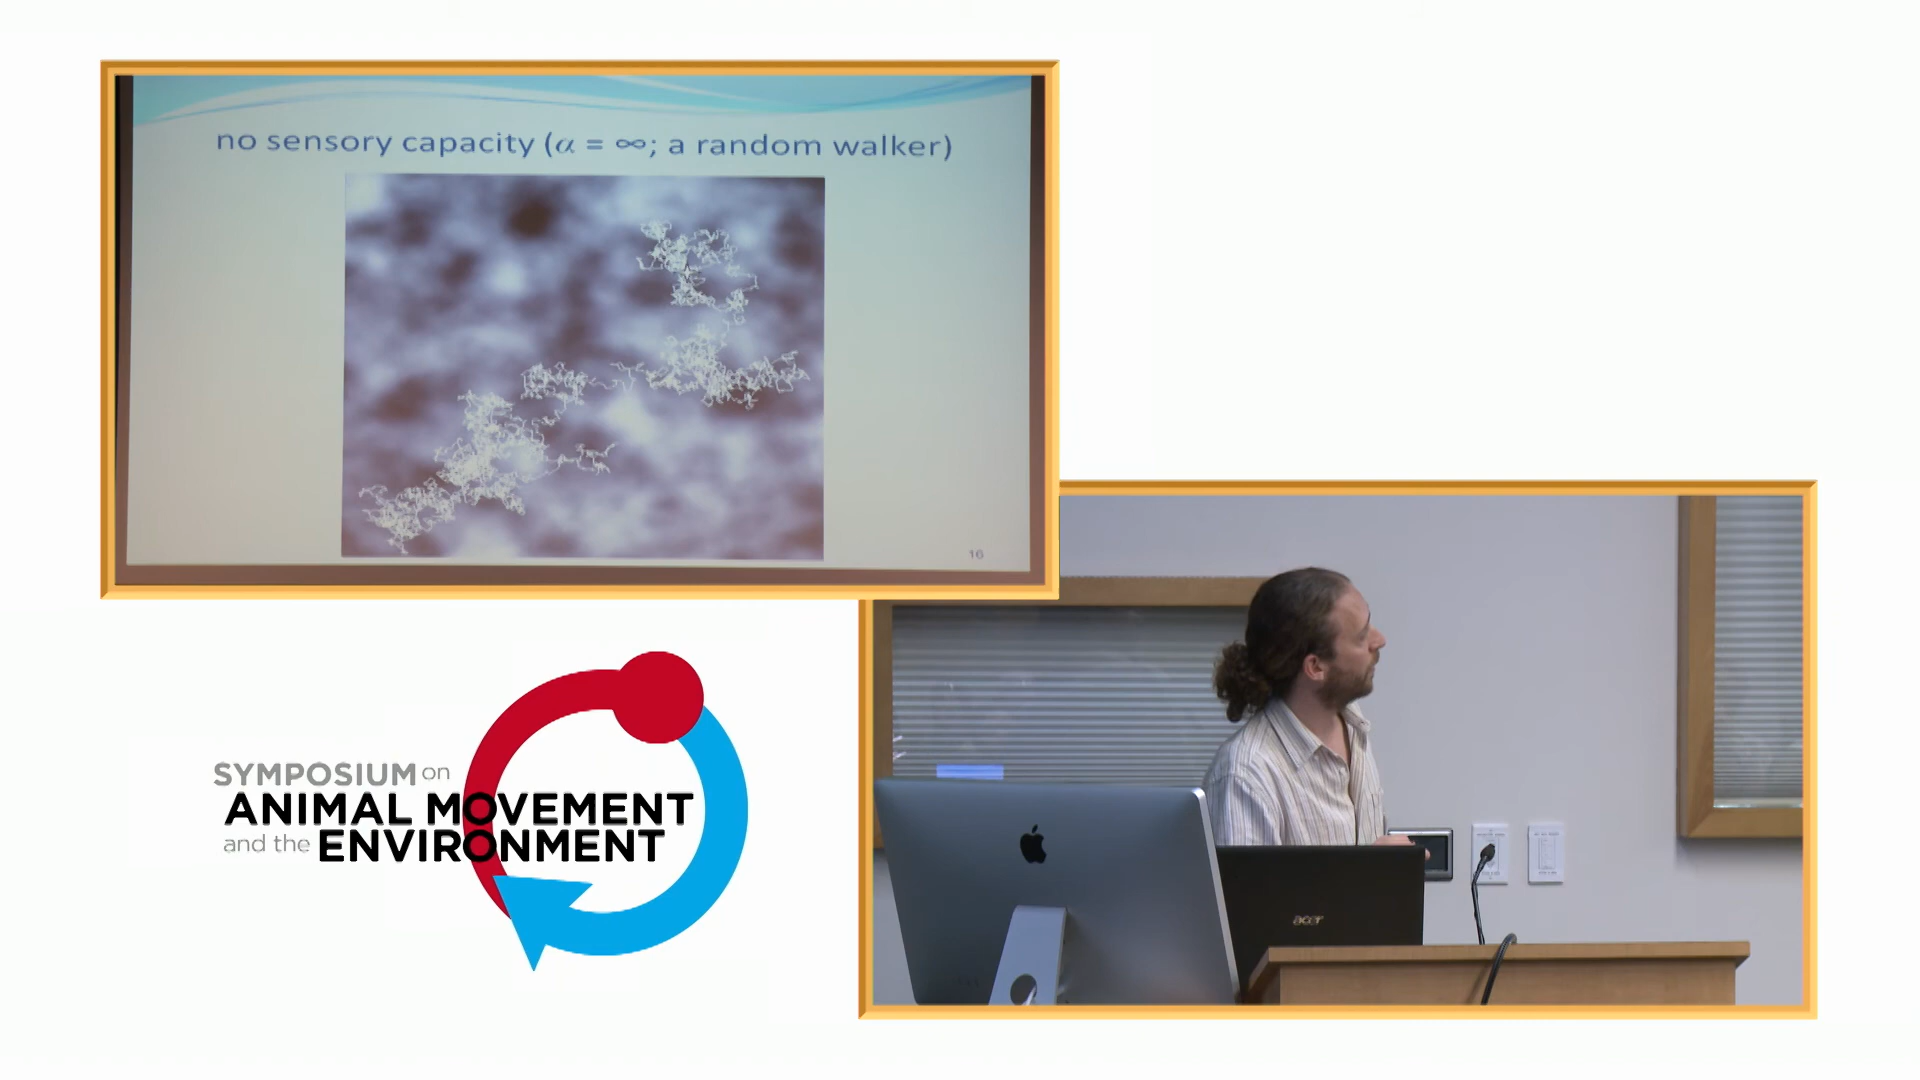 no sensory capacity (α = ∞; a random walker)
16
SYMPOSIUM on
ANIMAL MOVEMENT
and the ENVIRONMENT
acer